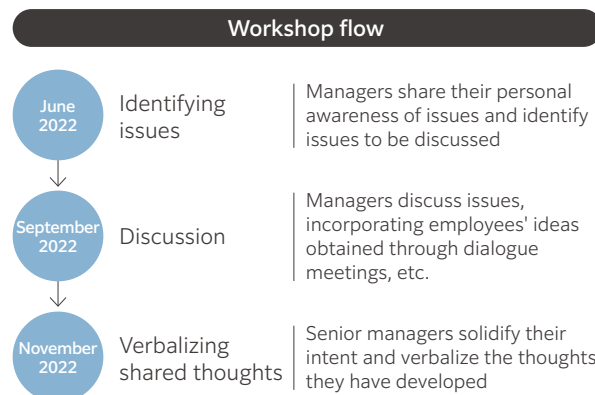 Workshop flow
June
2022
Identifying
issues
Managers share their personal
awareness of issues and identify
issues to be discussed
September
2022
Discussion
Managers discuss issues,
incorporating employees' ideas
obtained through dialogue
meetings, etc.
November
2022
Verbalizing
shared thoughts
Senior managers solidify their
intent and verbalize the thoughts
they have developed